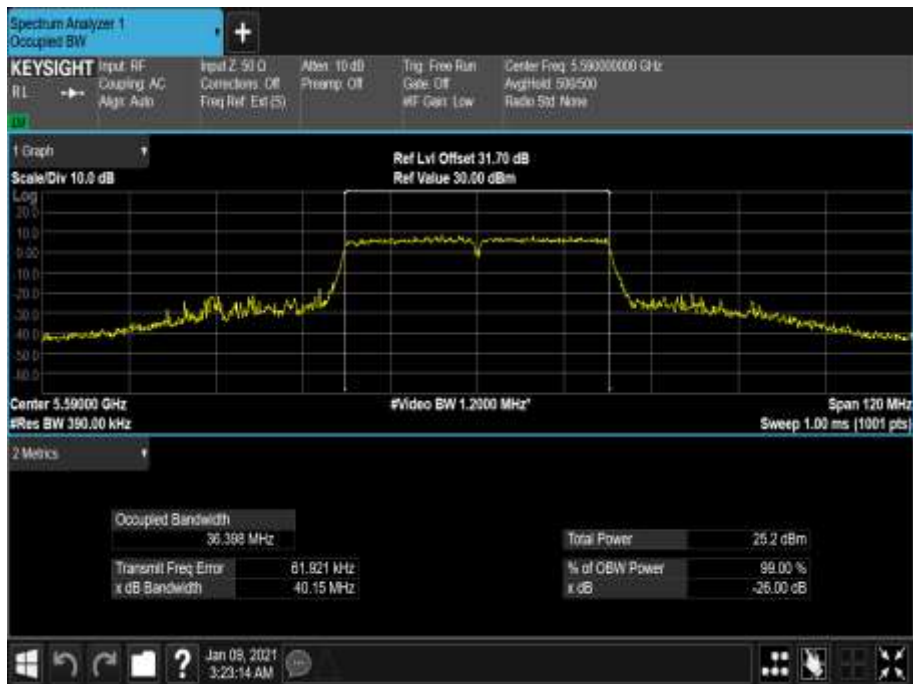 Spectrum Analyzer 1
Occupied BW
+
KEYSIGHT Input: RF Input Z: 50 Ω Atten: 10 dB Trig: Free Run Center Freq: 5.590000000 GHz
RL Coupling: AC Corrections: Off Preamp: Off Gate: Off Avg|Hold: 500/500
Align: Auto Freq Ref: Ext (S) #IF Gain: Low Radio Std: None
1 Graph
Ref Lvl Offset 31.70 dB
Scale/Div 10.0 dB Ref Value 30.00 dBm
Log
20.0
10.0
0.00
-10.0
-20.0
-30.0
-40.0
-50.0
-60.0
Center 5.59000 GHz #Video BW 1.2000 MHz* Span 120 MHz
#Res BW 390.00 kHz Sweep 1.00 ms (1001 pts)
2 Metrics
Occupied Bandwidth
36.398 MHz Total Power 25.2 dBm
Transmit Freq Error 61.921 kHz % of OBW Power 99.00 %
x dB Bandwidth 40.15 MHz x dB -26.00 dB
? Jan 09, 2021
3:23:14 AM